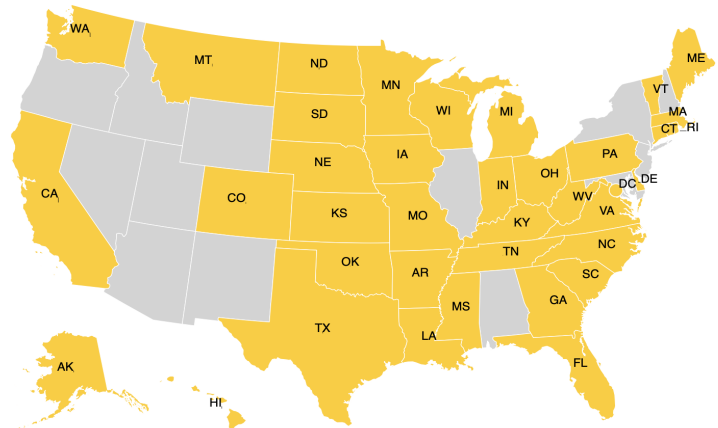 WA
ME
MT
ND
VT
MN
MA
WI
MI
SD
CT
RI
IA
PA
NE
OH
DC
DE
IN
CA
CO
WV
KS
MO
VA
KY
NC
TN
OK
AR
SC
GA
MS
TX
LA
FL
AK
HI